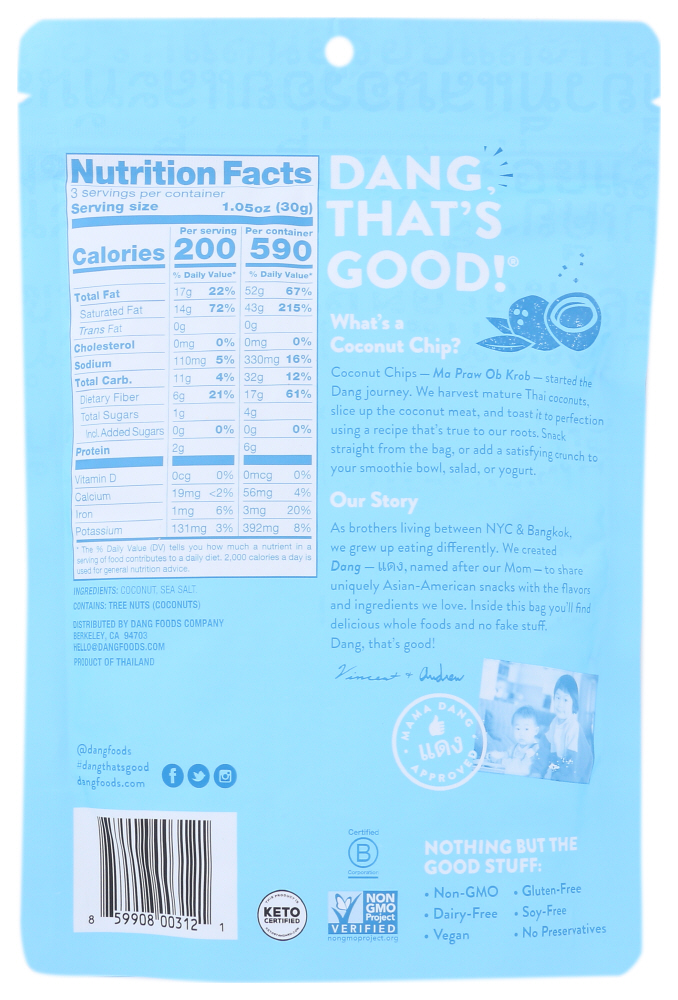 Nutrition Facts
3 servings per container
Serving size 1.05oz (30g)
Per serving Per container
Calories 200 590
% Daily Value* % Daily Value*
Total Fat 17g 22% 52g 67%
Saturated Fat 14g 72% 43g 215%
Trans Fat 0g 0g
Cholesterol 0mg 0% 0mg 0%
Sodium 110mg 5% 330mg 16%
Total Carb. 11g 4% 32g 12%
Dietary Fiber 6g 21% 17g 61%
Total Sugars 1g 4g
Incl. Added Sugars 0g 0% 0g 0%
Protein 2g 6g
Vitamin D 0cg 0% 0mcg 0%
Calcium 19mg <2% 56mg 4%
Iron 1mg 6% 3mg 20%
Potassium 131mg 3% 392mg 8%
* The % Daily Value (DV) tells you how much a nutrient in a
serving of food contributes to a daily diet. 2,000 calories a day is
used for general nutrition advice.
INGREDIENTS: COCONUT, SEA SALT.
CONTAINS: TREE NUTS (COCONUTS)
DISTRIBUTED BY DANG FOODS COMPANY
BERKELEY, CA 94703
HELLO@DANGFOODS.COM
PRODUCT OF THAILAND
@dangfoods
#dangthatsgood
dangfoods.com
8 59908 00312 1
DANG,
THAT'S
GOOD!®
What's a
Coconut Chip?
Coconut Chips — Ma Praw Ob Krob — started the
Dang journey. We harvest mature Thai coconuts,
slice up the coconut meat, and toast it to perfection
using a recipe that's true to our roots. Snack
straight from the bag, or add a satisfying crunch to
your smoothie bowl, salad, or yogurt.
Our Story
As brothers living between NYC & Bangkok,
we grew up eating differently. We created
Dang — แดง, named after our Mom — to share
uniquely Asian-American snacks with the flavors
and ingredients we love. Inside this bag you'll find
delicious whole foods and no fake stuff.
Dang, that's good!
Vincent + Andrew
MAMA DANG
แดง
APPROVED
Certified
B
Corporation
KETO
CERTIFIED
NON
GMO
Project
VERIFIED
nongmoproject.org
NOTHING BUT THE
GOOD STUFF:
• Non-GMO • Gluten-Free
• Dairy-Free • Soy-Free
• Vegan • No Preservatives